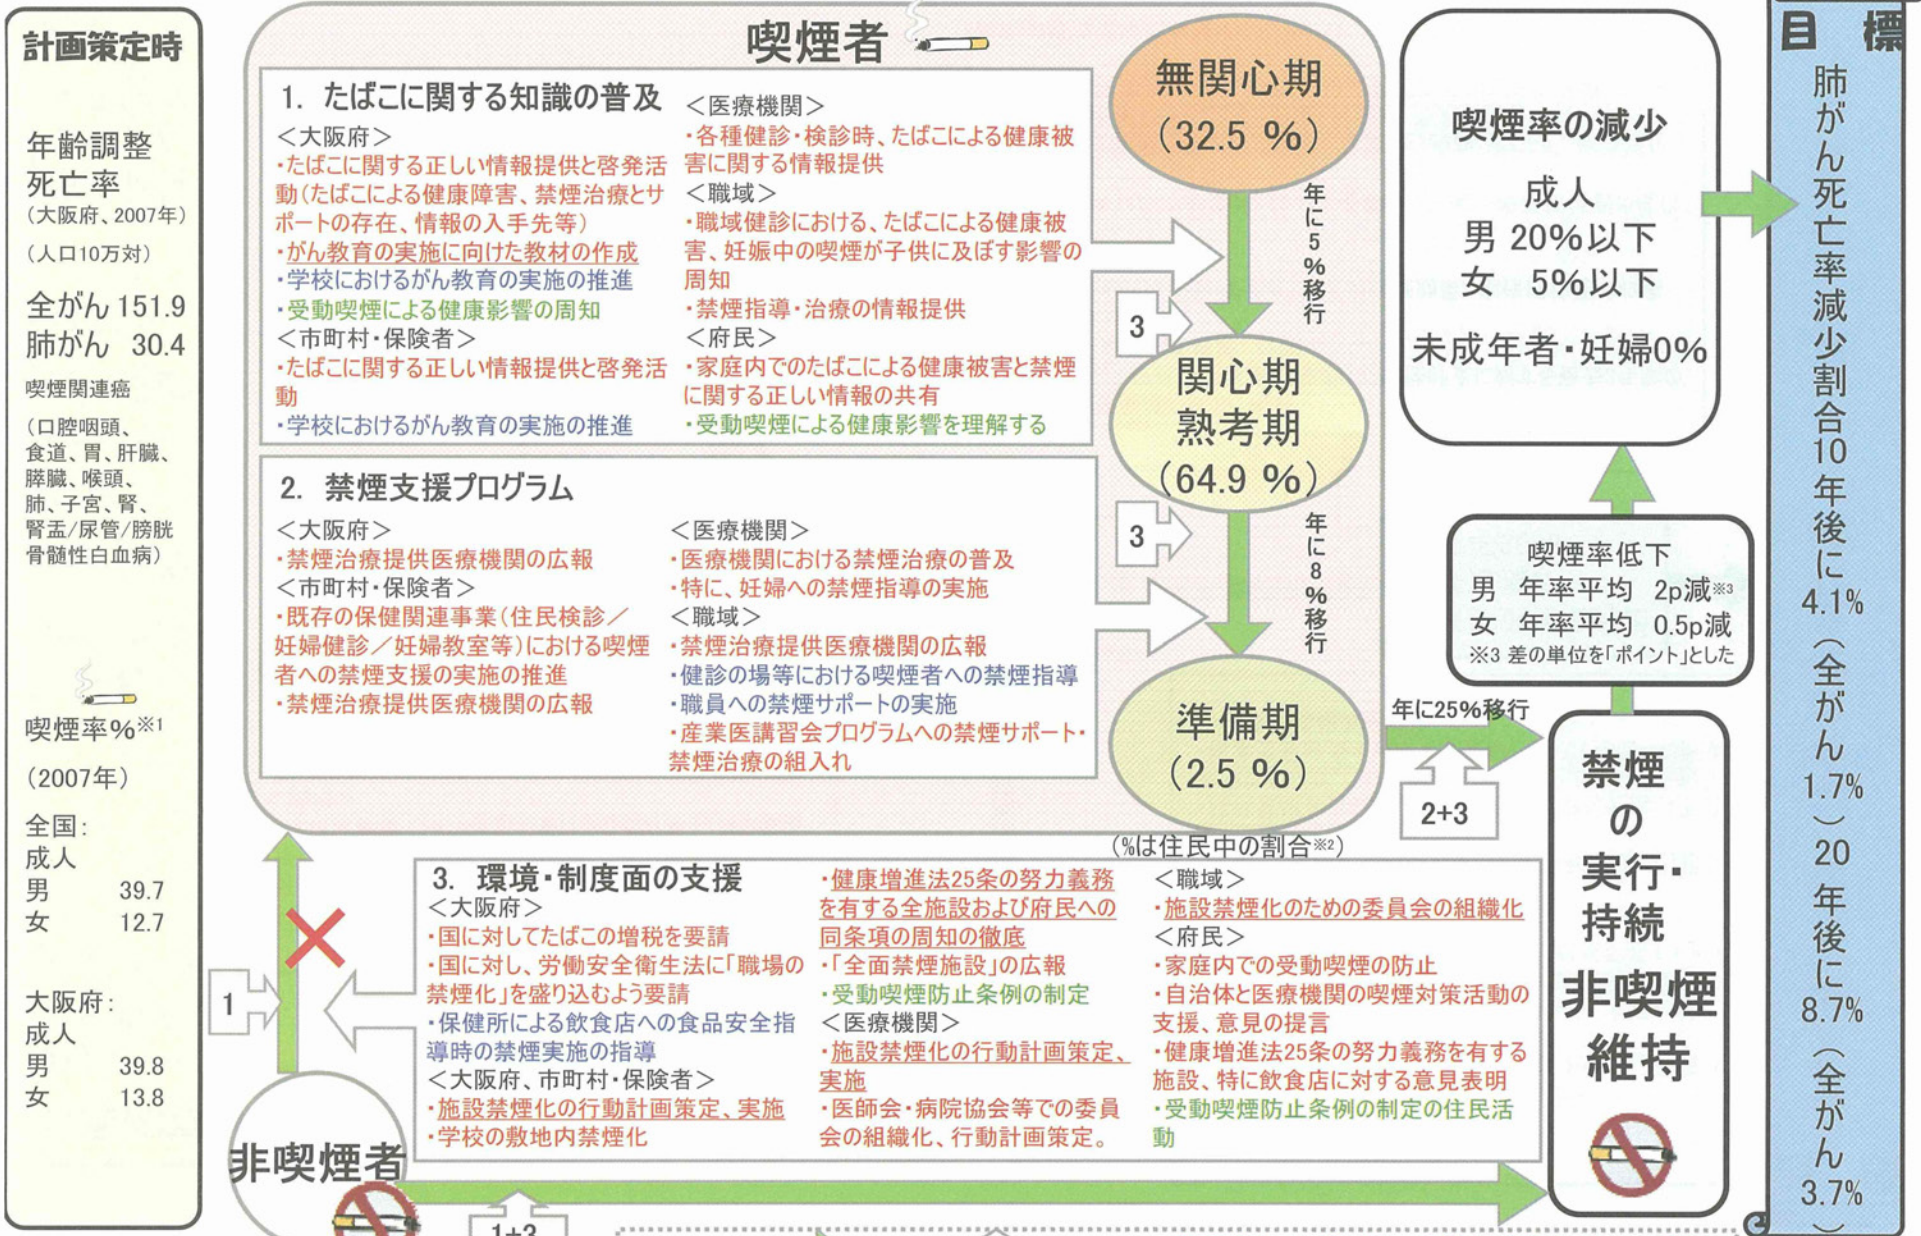 計画策定時
年齢調整
死亡率
（大阪府、2007年）
（人口10万対）
全がん 151.9
肺がん 30.4
喫煙関連癌
（口腔咽頭、
食道、胃、肝臓、
膵臓、喉頭、
肺、子宮、腎、
腎盂/尿管/膀胱
骨髄性白血病）
喫煙率%※1
（2007年）
全国：
成人
男 39.7
女 12.7
大阪府：
成人
男 39.8
女 13.8
喫煙者
1. たばこに関する知識の普及
＜大阪府＞
・たばこに関する正しい情報提供と啓発活
動（たばこによる健康障害、禁煙治療とサ
ポートの存在、情報の入手先等）
・がん教育の実施に向けた教材の作成
・学校におけるがん教育の実施の推進
・受動喫煙による健康影響の周知
＜市町村・保険者＞
・たばこに関する正しい情報提供と啓発活
動
・学校におけるがん教育の実施の推進
＜医療機関＞
・各種健診・検診時、たばこによる健康被
害に関する情報提供
＜職域＞
・職域健診における、たばこによる健康被
害、妊娠中の喫煙が子供に及ぼす影響の
周知
・禁煙指導・治療の情報提供
＜府民＞
・家庭内でのたばこによる健康被害と禁煙
に関する正しい情報の共有
・受動喫煙による健康影響を理解する
2. 禁煙支援プログラム
＜大阪府＞
・禁煙治療提供医療機関の広報
＜市町村・保険者＞
・既存の保健関連事業（住民検診／
妊婦健診／妊婦教室等）における喫煙
者への禁煙支援の実施の推進
・禁煙治療提供医療機関の広報
＜医療機関＞
・医療機関における禁煙治療の普及
・特に、妊婦への禁煙指導の実施
＜職域＞
・禁煙治療提供医療機関の広報
・健診の場等における喫煙者への禁煙指導
・職員への禁煙サポートの実施
・産業医講習会プログラムへの禁煙サポート・
禁煙治療の組入れ
無関心期
（32.5 %）
年に5%移行
3
関心期
熟考期
（64.9 %）
3
年に8%移行
準備期
（2.5 %）
（%は住民中の割合※2）
年に25%移行
2+3
3. 環境・制度面の支援
＜大阪府＞
・国に対してたばこの増税を要請
・国に対し、労働安全衛生法に「職場の
禁煙化」を盛り込むよう要請
・保健所による飲食店への食品安全指
導時の禁煙実施の指導
＜大阪府、市町村・保険者＞
・施設禁煙化の行動計画策定、実施
・学校の敷地内禁煙化
・健康増進法25条の努力義務
を有する全施設および府民への
同条項の周知の徹底
・「全面禁煙施設」の広報
・受動喫煙防止条例の制定
＜医療機関＞
・施設禁煙化の行動計画策定、
実施
・医師会・病院協会等での委員
会の組織化、行動計画策定。
＜職域＞
・施設禁煙化のための委員会の組織化
＜府民＞
・家庭内での受動喫煙の防止
・自治体と医療機関の喫煙対策活動の
支援、意見の提言
・健康増進法25条の努力義務を有する
施設、特に飲食店に対する意見表明
・受動喫煙防止条例の制定の住民活
動
1
非喫煙者
1+3
禁煙
の
実行・
持続
非喫煙
維持
喫煙率低下
男 年率平均 2p減※3
女 年率平均 0.5p減
※3 差の単位を「ポイント」とした
喫煙率の減少
成人
男 20%以下
女 5%以下
未成年者・妊婦0%
目 標
肺がん死亡率減少割合10年後に4.1%（全がん1.7%）20年後に8.7%（全がん3.7%）